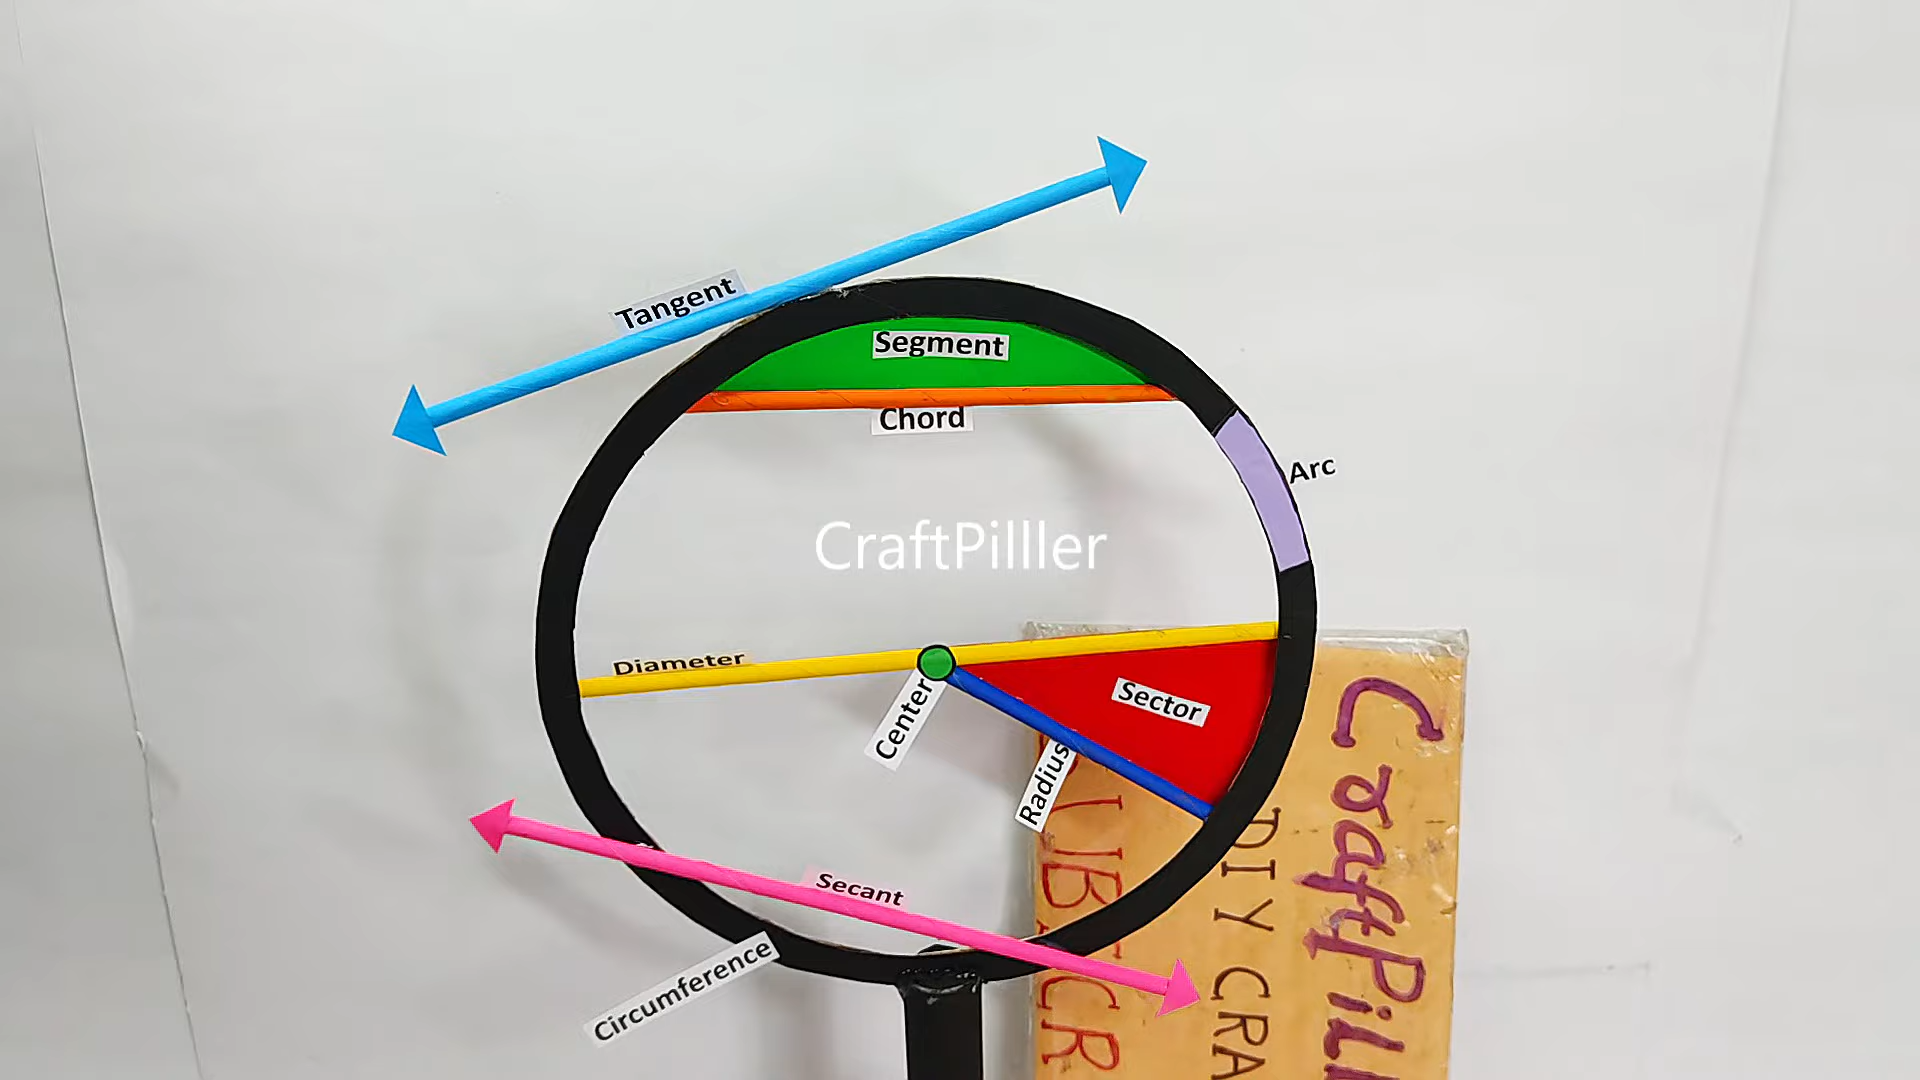 Tangent
Segment
Chord
Arc
CraftPilller
Diameter
Center
Sector
Radius
Secant
Circumference
CraftPill
DIY CRA